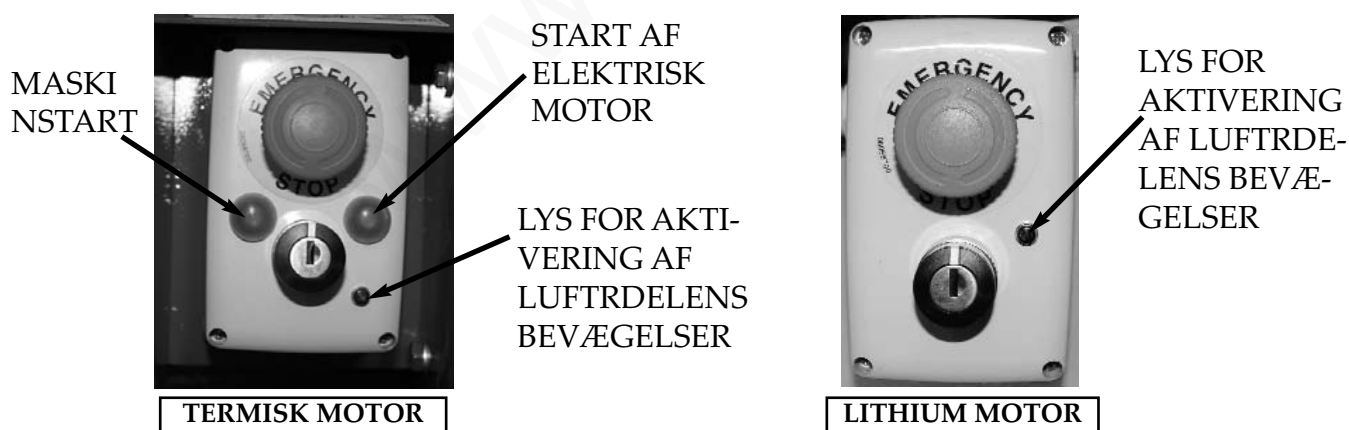 MASKI
NSTART
EMERGENCY
STOP
START AF
ELEKTRISK
MOTOR
LYS FOR AKTI-
VERING AF
LUFTRDELENS
BEVÆGELSER
TERMISK MOTOR
EMERGENCY
STOP
LYS FOR
AKTIVERING
AF LUFTRDE-
LENS BEVÆ-
GELSER
LITHIUM MOTOR